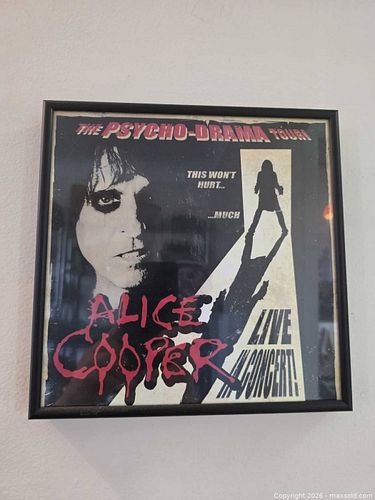 THE PSYCHO-DRAMA TOUR!
THIS WON'T
HURT...
...MUCH
ALICE
COOPER
LIVE
IN CONCERT!
Copyright 2026 - maxsold.com